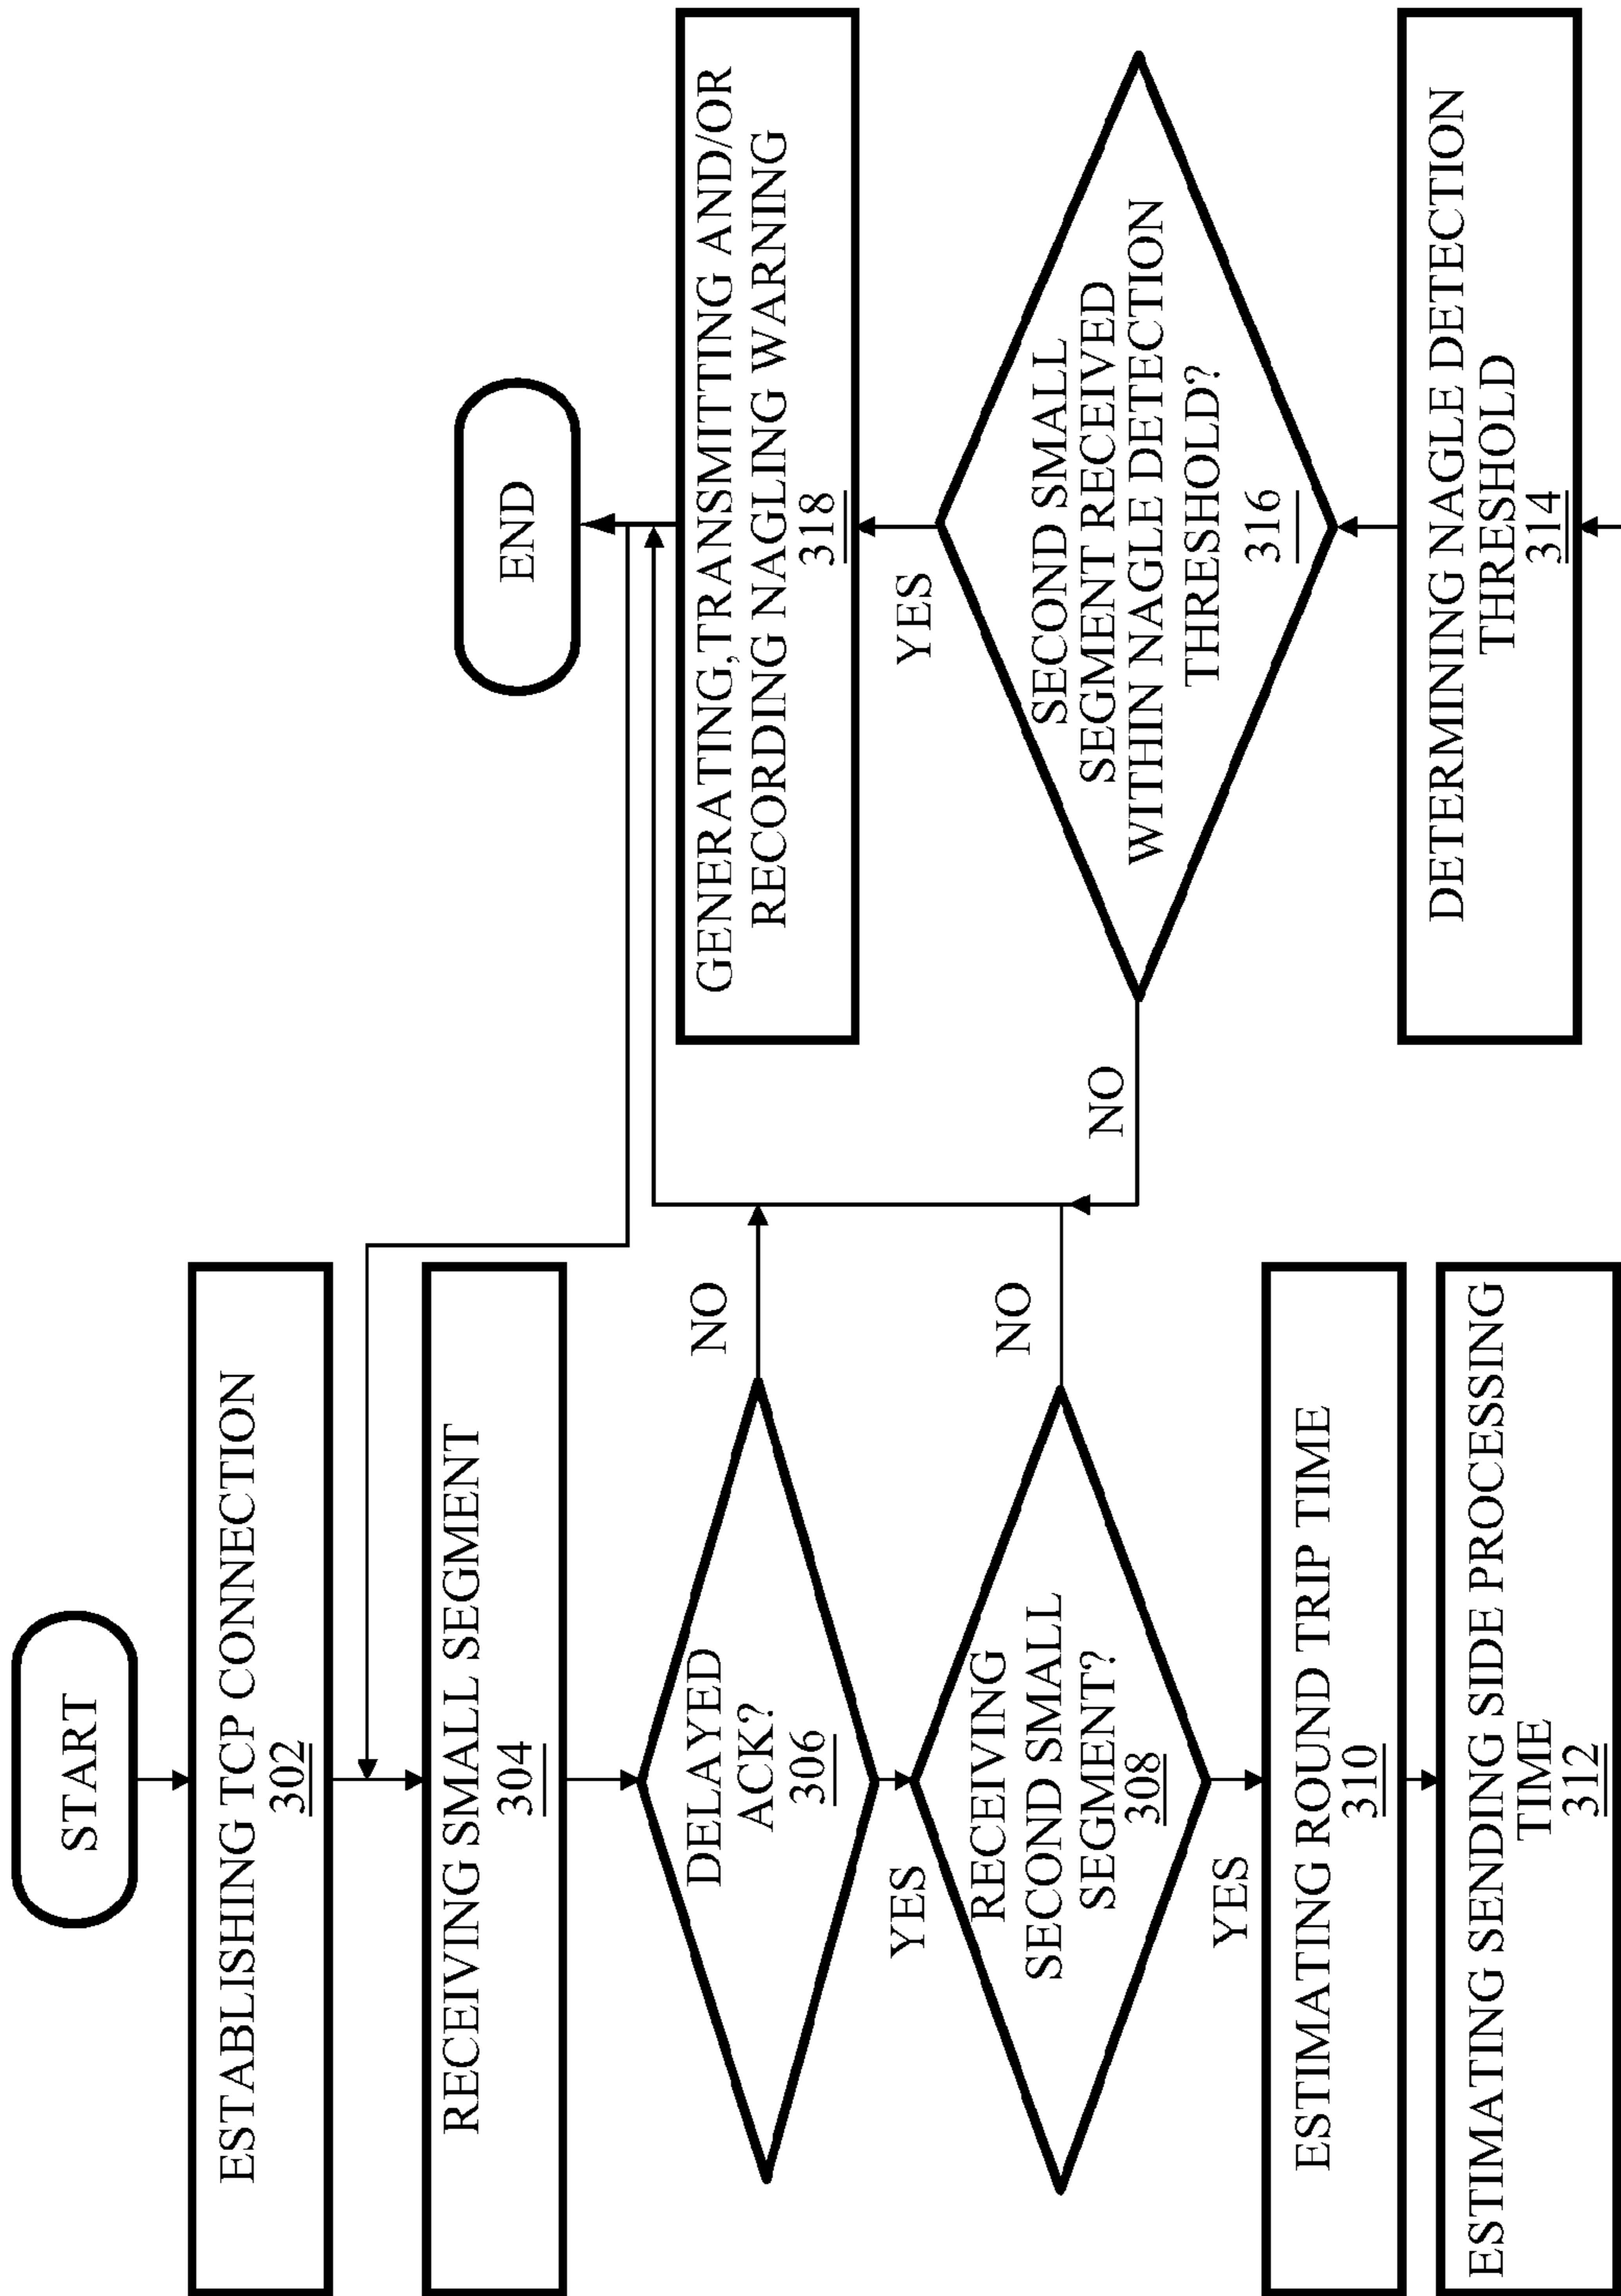 START
ESTABLISHING TCP CONNECTION
302
RECEIVING SMALL SEGMENT
304
DELAYED
ACK?
306
NO
YES
RECEIVING
SECOND SMALL
SEGMENT?
308
NO
YES
ESTIMATING ROUND TRIP TIME
310
ESTIMATING SENDING SIDE PROCESSING
TIME
312
DETERMINING NAGLE DETECTION
THRESHOLD
314
SECOND SMALL
SEGMENT RECEIVED
WITHIN NAGLE DETECTION
THRESHOLD?
316
NO
YES
GENERATING,TRANSMITTING AND/OR
RECORDING NAGLING WARNING
318
END